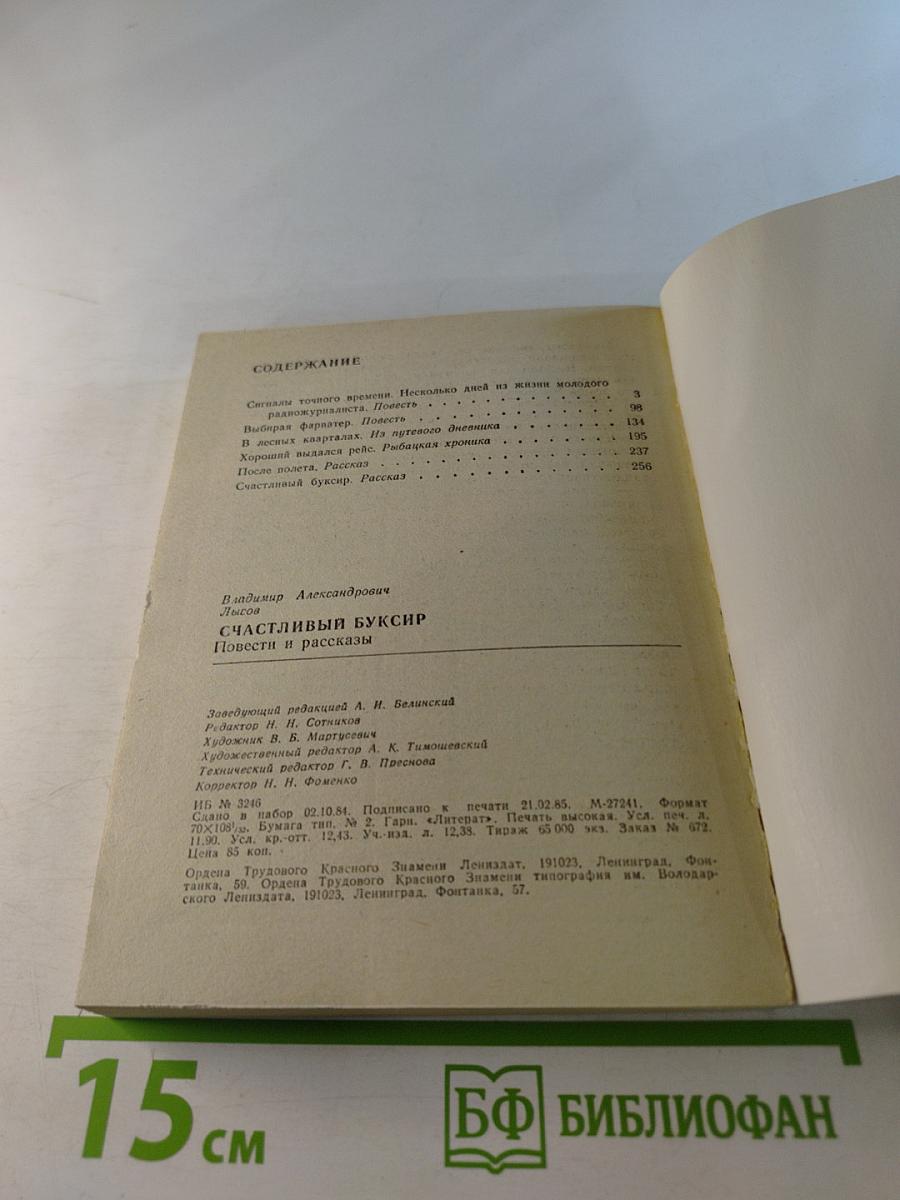 СОДЕРЖАНИЕ
Сигналы точного времени. Несколько дней из жизни молодого
радиожурналиста. Повесть . . . . . . . . . . . . 3
Выбирая фарватер. Повесть . . . . . . . . . . . . 98
В лесных кварталах. Из путевого дневника . . . . . . . 134
Хороший выдался рейс. Рыбацкая хроника . . . . . . . 195
После полета. Рассказ . . . . . . . . . . . . . . 237
Счастливый буксир. Рассказ . . . . . . . . . . . . 256
Владимир Александрович
Лысов
СЧАСТЛИВЫЙ БУКСИР
Повести и рассказы
Заведующий редакцией А. И. Белинский
Редактор Н. Н. Сотников
Художник В. Б. Мартусевич
Художественный редактор А. К. Тимошевский
Технический редактор Г. В. Преснова
Корректор Н. Н. Фоменко
ИБ № 3246
Сдано в набор 02.10.84. Подписано к печати 21.02.85. М-27241. Формат
70×108¹/₃₂. Бумага тип. № 2. Гарн. «Литерат». Печать высокая. Усл. печ. л.
11,90. Усл. кр.-отт. 12,43. Уч.-изд. л. 12,38. Тираж 65 000 экз. Заказ № 672.
Цена 85 коп.
Ордена Трудового Красного Знамени Лениздат, 191023, Ленинград, Фон-
танка, 59. Ордена Трудового Красного Знамени типография им. Володар-
ского Лениздата, 191023, Ленинград, Фонтанка, 57.
15 см
БФ БИБЛИОФАН